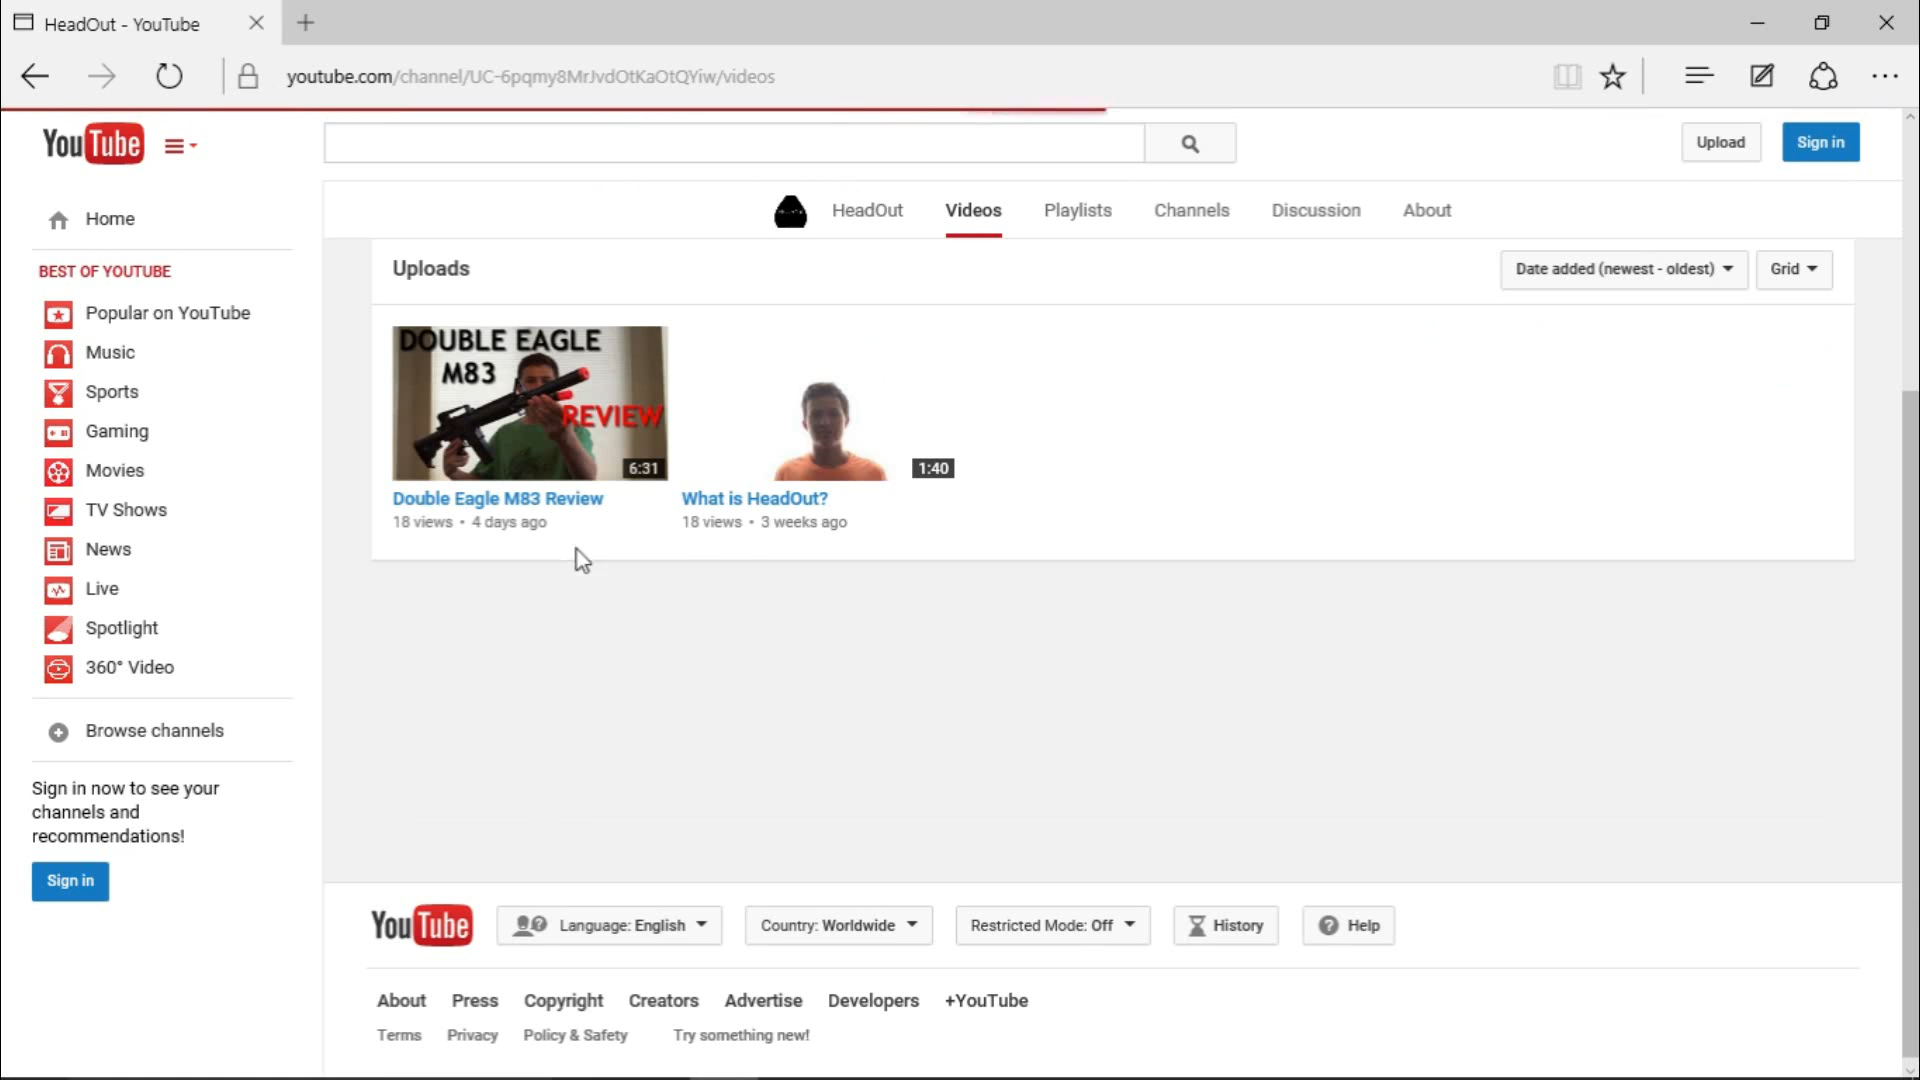 HeadOut - YouTube
youtube.com/channel/UC-6pqmy8MrJvdOtKaOtQYiw/videos
YouTube
Upload
Sign in
HeadOut
Videos
Playlists
Channels
Discussion
About
Home
BEST OF YOUTUBE
Popular on YouTube
Music
Sports
Gaming
Movies
TV Shows
News
Live
Spotlight
360° Video
Browse channels
Sign in now to see your
channels and
recommendations!
Sign in
Uploads
Date added (newest - oldest)
Grid
DOUBLE EAGLE
M83
REVIEW
6:31
Double Eagle M83 Review
18 views • 4 days ago
1:40
What is HeadOut?
18 views • 3 weeks ago
YouTube
Language: English
Country: Worldwide
Restricted Mode: Off
History
Help
About
Press
Copyright
Creators
Advertise
Developers
+YouTube
Terms
Privacy
Policy & Safety
Try something new!